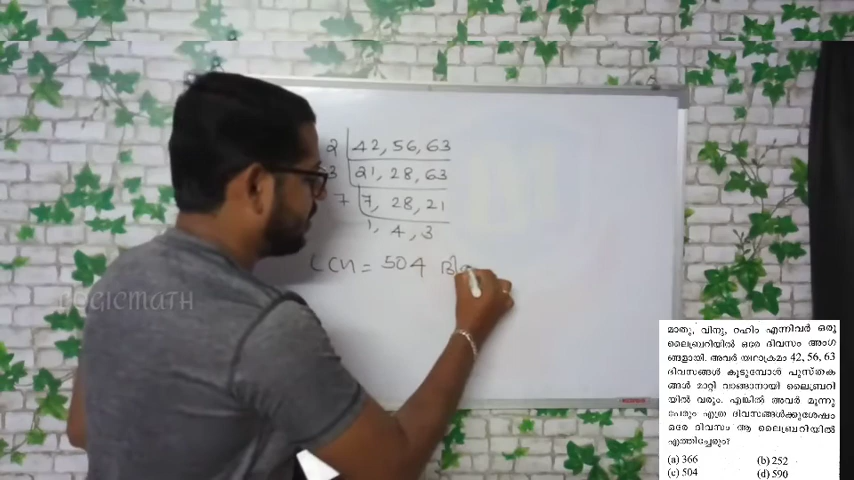 2 42, 56, 63
3 21, 28, 63
7 7, 28, 21
1, 4, 3
LCM = 504
LOGICMATH
മാത്യു, വിനു, റഹിം എന്നിവർ ഒരു
ലൈബ്രറിയിൽ ഒരേ ദിവസം അംഗ
ങ്ങളായി. അവർ യഥാക്രമം 42, 56, 63
ദിവസങ്ങൾ കൂടുമ്പോൾ പുസ്തക
ങ്ങൾ മാറ്റി വാങ്ങാനായി ലൈബ്രറി
യിൽ വരും. എങ്കിൽ അവർ മൂന്നു
പേരും എത്ര ദിവസങ്ങൾക്കുശേഷം
ഒരേ ദിവസം ആ ലൈബ്രറിയിൽ
എത്തിച്ചേരും?
(a) 366 (b) 252
(c) 504 (d) 590